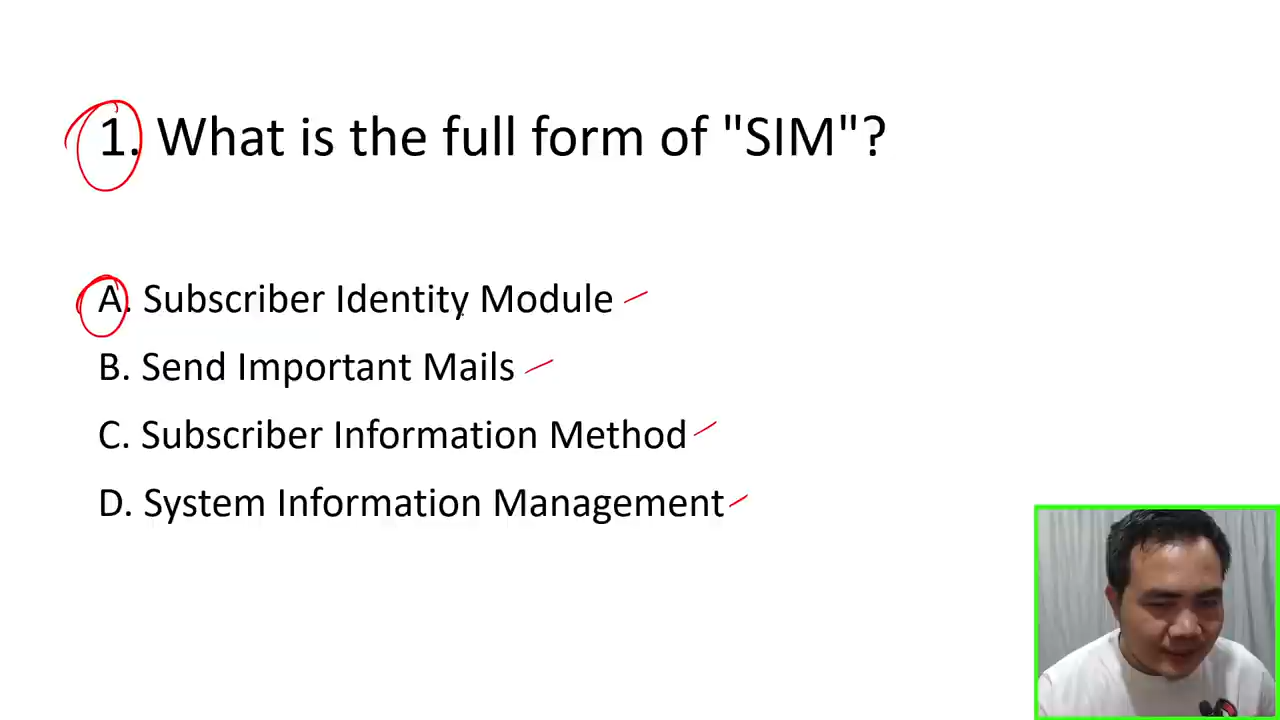 1. What is the full form of "SIM"?
A. Subscriber Identity Module
B. Send Important Mails
C. Subscriber Information Method
D. System Information Management